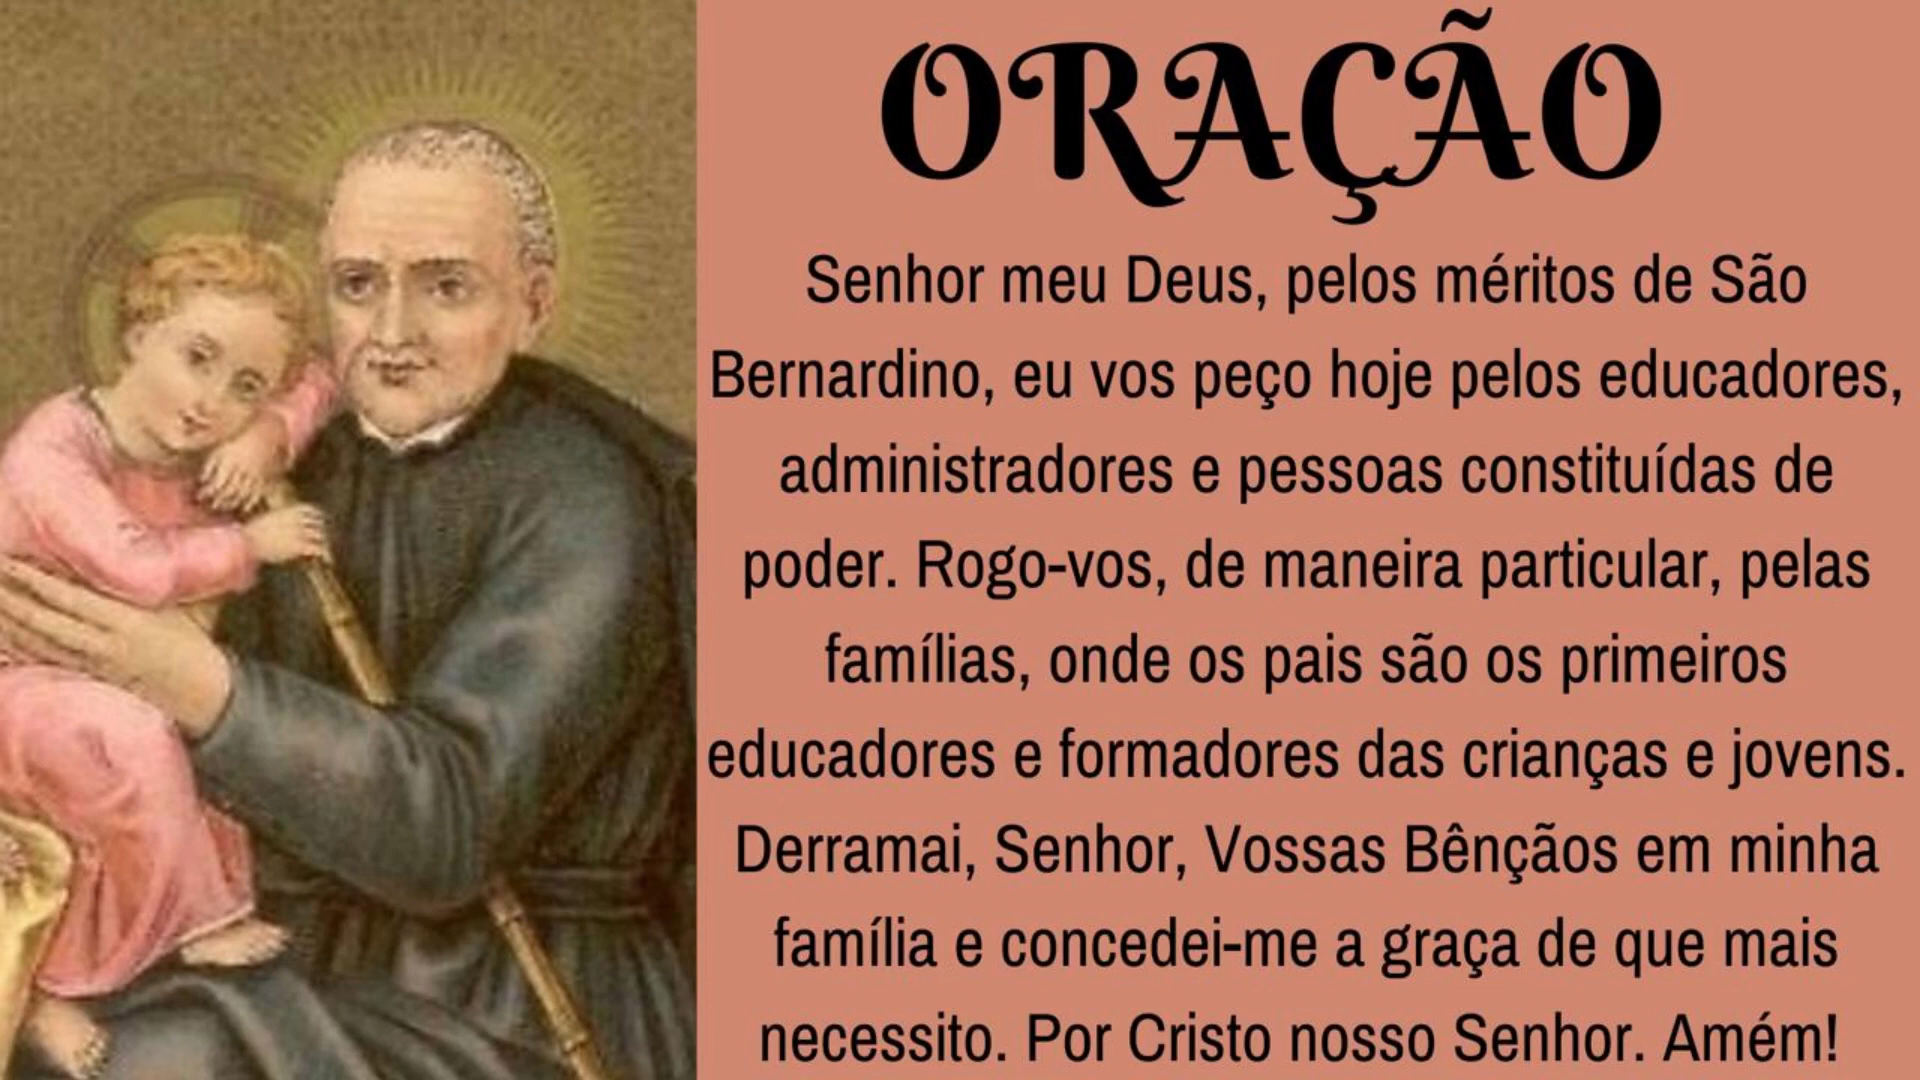 ORAÇÃO
Senhor meu Deus, pelos méritos de São
Bernardino, eu vos peço hoje pelos educadores,
administradores e pessoas constituídas de
poder. Rogo-vos, de maneira particular, pelas
famílias, onde os pais são os primeiros
educadores e formadores das crianças e jovens.
Derramai, Senhor, Vossas Bênçãos em minha
família e concedei-me a graça de que mais
necessito. Por Cristo nosso Senhor. Amém!